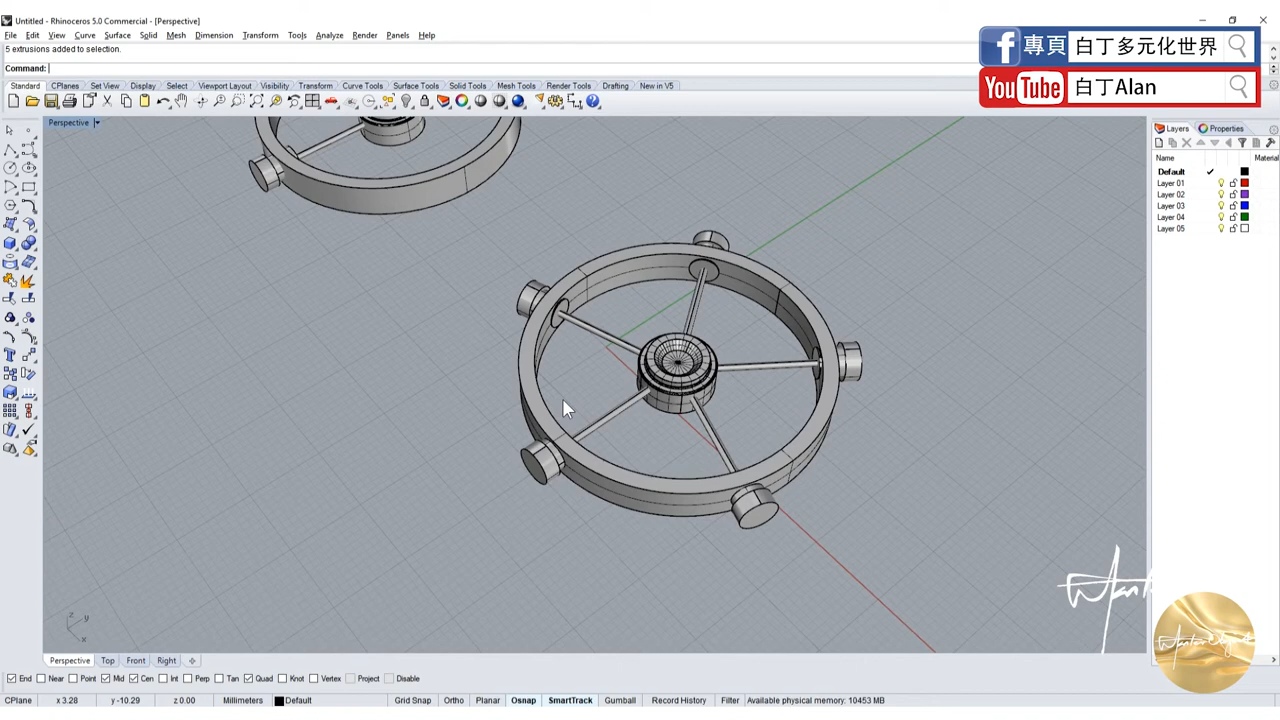 Untitled - Rhinoceros 5.0 Commercial - [Perspective]
File Edit View Curve Surface Solid Mesh Dimension Transform Tools Analyze Render Panels Help
5 extrusions added to selection.
Command:
專頁 白丁多元化世界
YouTube 白丁Alan
Standard CPlanes Set View Display Select Viewport Layout Visibility Transform Curve Tools Surface Tools Solid Tools Mesh Tools Render Tools Drafting New in V5
Perspective
Layers Properties
Name Material
Default
Layer 01
Layer 02
Layer 03
Layer 04
Layer 05
z y
x
Perspective Top Front Right
End Near Point Mid Cen Int Perp Tan Quad Knot Vertex Project Disable
CPlane x 3.28 y -10.29 z 0.00 Millimeters Default Grid Snap Ortho Planar Osnap SmartTrack Gumball Record History Filter Available physical memory: 10453 MB